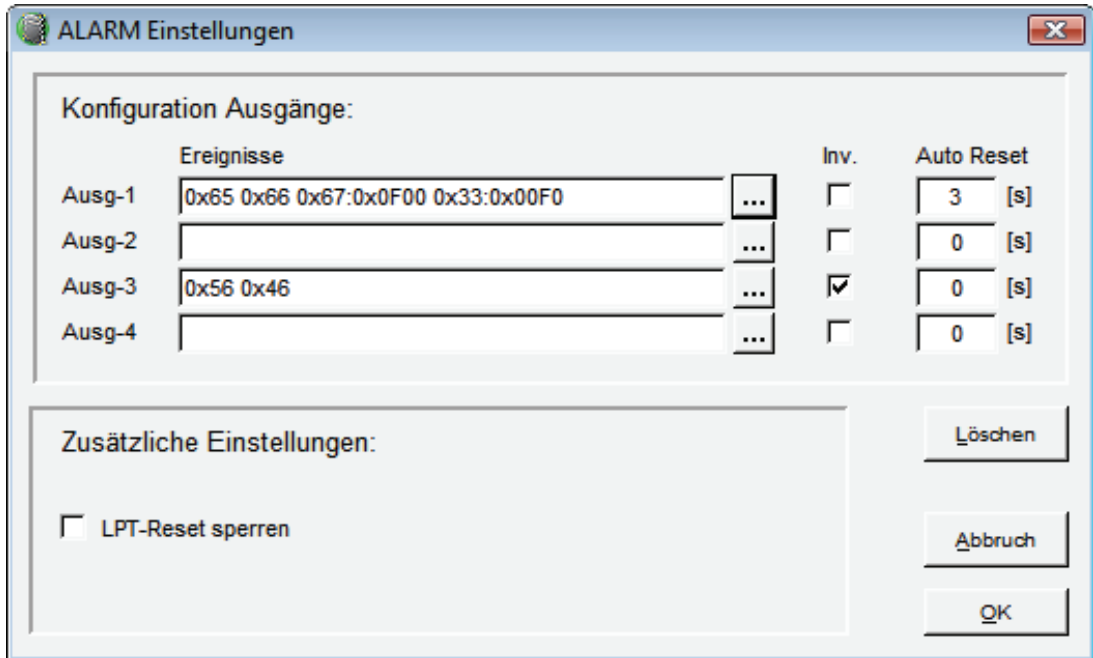 ALARM Einstellungen
Konfiguration Ausgänge:
Ereignisse Inv. Auto Reset
Ausg-1 0x65 0x66 0x67:0x0F00 0x33:0x00F0 ... 3 [s]
Ausg-2 ... 0 [s]
Ausg-3 0x56 0x46 ... 0 [s]
Ausg-4 ... 0 [s]
Zusätzliche Einstellungen:
Löschen
LPT-Reset sperren
Abbruch
OK